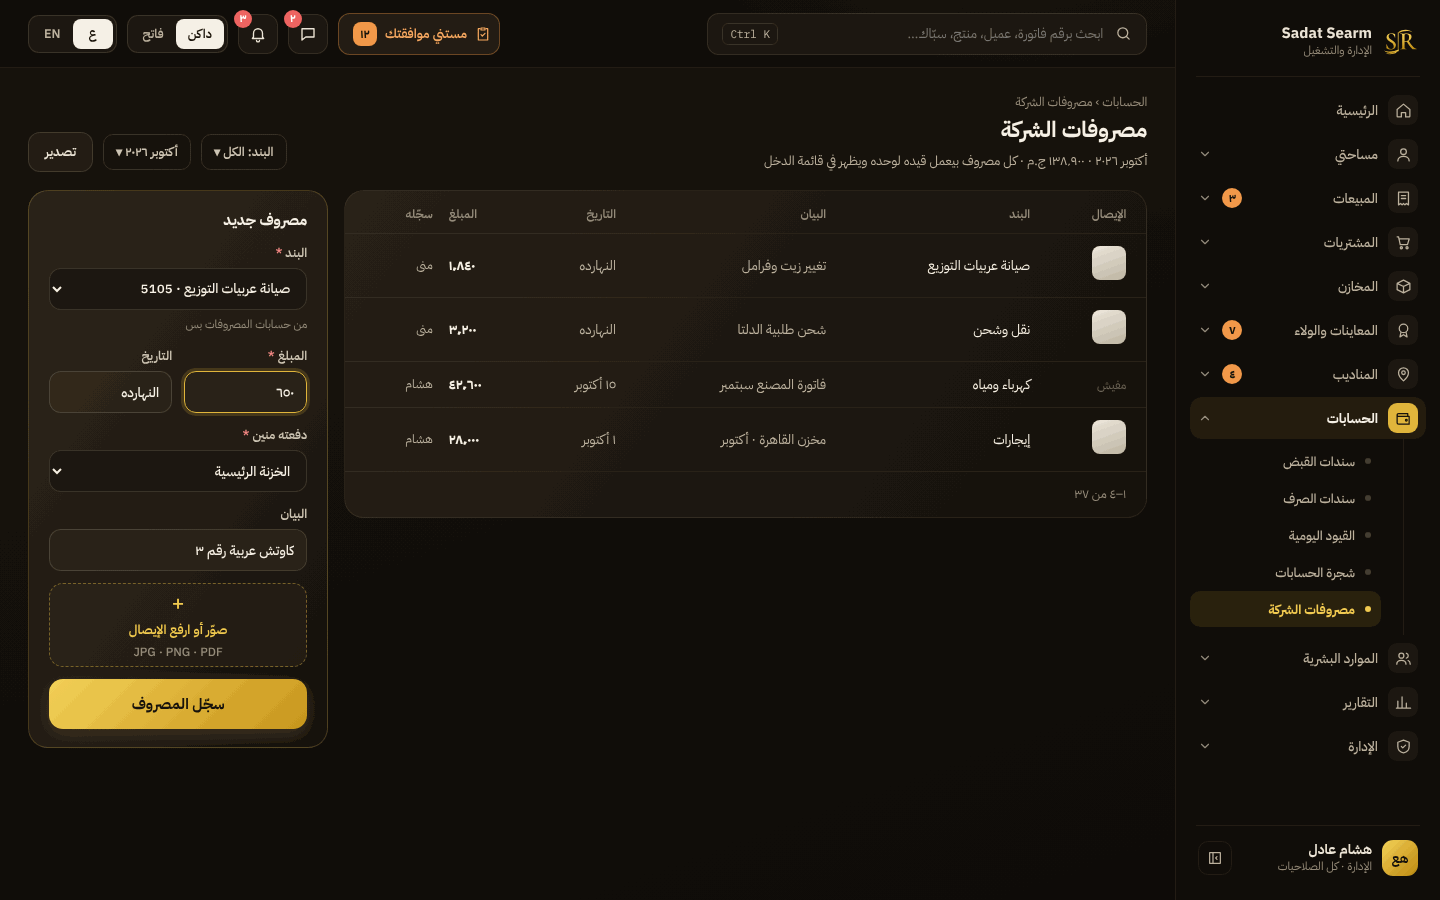 SR
Sadat Searm
الإدارة والتشغيل
ابحث برقم فاتورة، عميل، منتج، سبّاك...
Ctrl K
مستني موافقتك ١٢
٢
٣
داكن فاتح
ع EN
الرئيسية
مساحتي
المبيعات ٣
المشتريات
المخازن
المعاينات والولاء ٧
المناديب ٤
الحسابات
سندات القبض
سندات الصرف
القيود اليومية
شجرة الحسابات
مصروفات الشركة
الموارد البشرية
التقارير
الإدارة
هع
هشام عادل
الإدارة · كل الصلاحيات
الحسابات › مصروفات الشركة
مصروفات الشركة
أكتوبر ٢٠٢٦ · ١٣٨,٩٠٠ ج.م · كل مصروف بيعمل قيده لوحده ويظهر في قائمة الدخل
البند: الكل ▾
أكتوبر ٢٠٢٦ ▾
تصدير
الإيصال البند البيان التاريخ المبلغ سجّله
صيانة عربيات التوزيع تغيير زيت وفرامل النهارده ١,٨٤٠ منى
نقل وشحن شحن طلبية الدلتا النهارده ٣,٢٠٠ منى
مفيش كهرباء ومياه فاتورة المصنع سبتمبر ١٥ أكتوبر ٤٢,٦٠٠ هشام
إيجارات مخزن القاهرة · أكتوبر ١ أكتوبر ٢٨,٠٠٠ هشام
١–٤ من ٣٧
مصروف جديد
البند *
صيانة عربيات التوزيع · 5105
من حسابات المصروفات بس
المبلغ * التاريخ
٦٥٠ النهارده
دفعته منين *
الخزنة الرئيسية
البيان
كاوتش عربية رقم ٣
+
صوّر أو ارفع الإيصال
JPG · PNG · PDF
سجّل المصروف